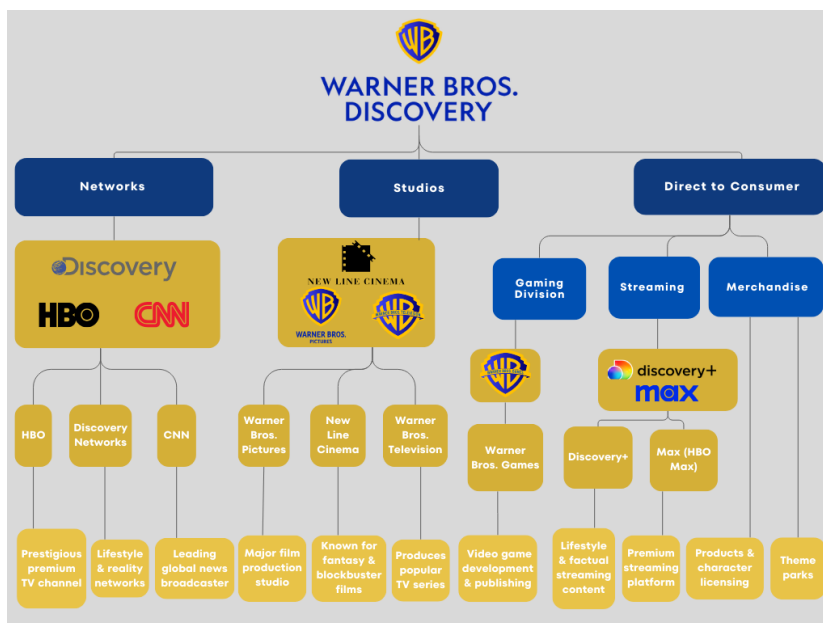 WB
WARNER BROS.
DISCOVERY
Networks
Studios
Direct to Consumer
Discovery
HBO
CNN
NEW LINE CINEMA
WB
WARNER BROS.
PICTURES
WB
Gaming
Division
Streaming
Merchandise
WB
discovery+
max
HBO
Discovery
Networks
CNN
Warner
Bros.
Pictures
New
Line
Cinema
Warner
Bros.
Television
Warner
Bros. Games
Discovery+
Max (HBO
Max)
Prestigious
premium
TV channel
Lifestyle
& reality
networks
Leading
global news
broadcaster
Major film
production
studio
Known for
fantasy &
blockbuster
films
Produces
popular
TV series
Video game
development
& publishing
Lifestyle
& factual
streaming
content
Premium
streaming
platform
Products &
character
licensing
Theme
parks